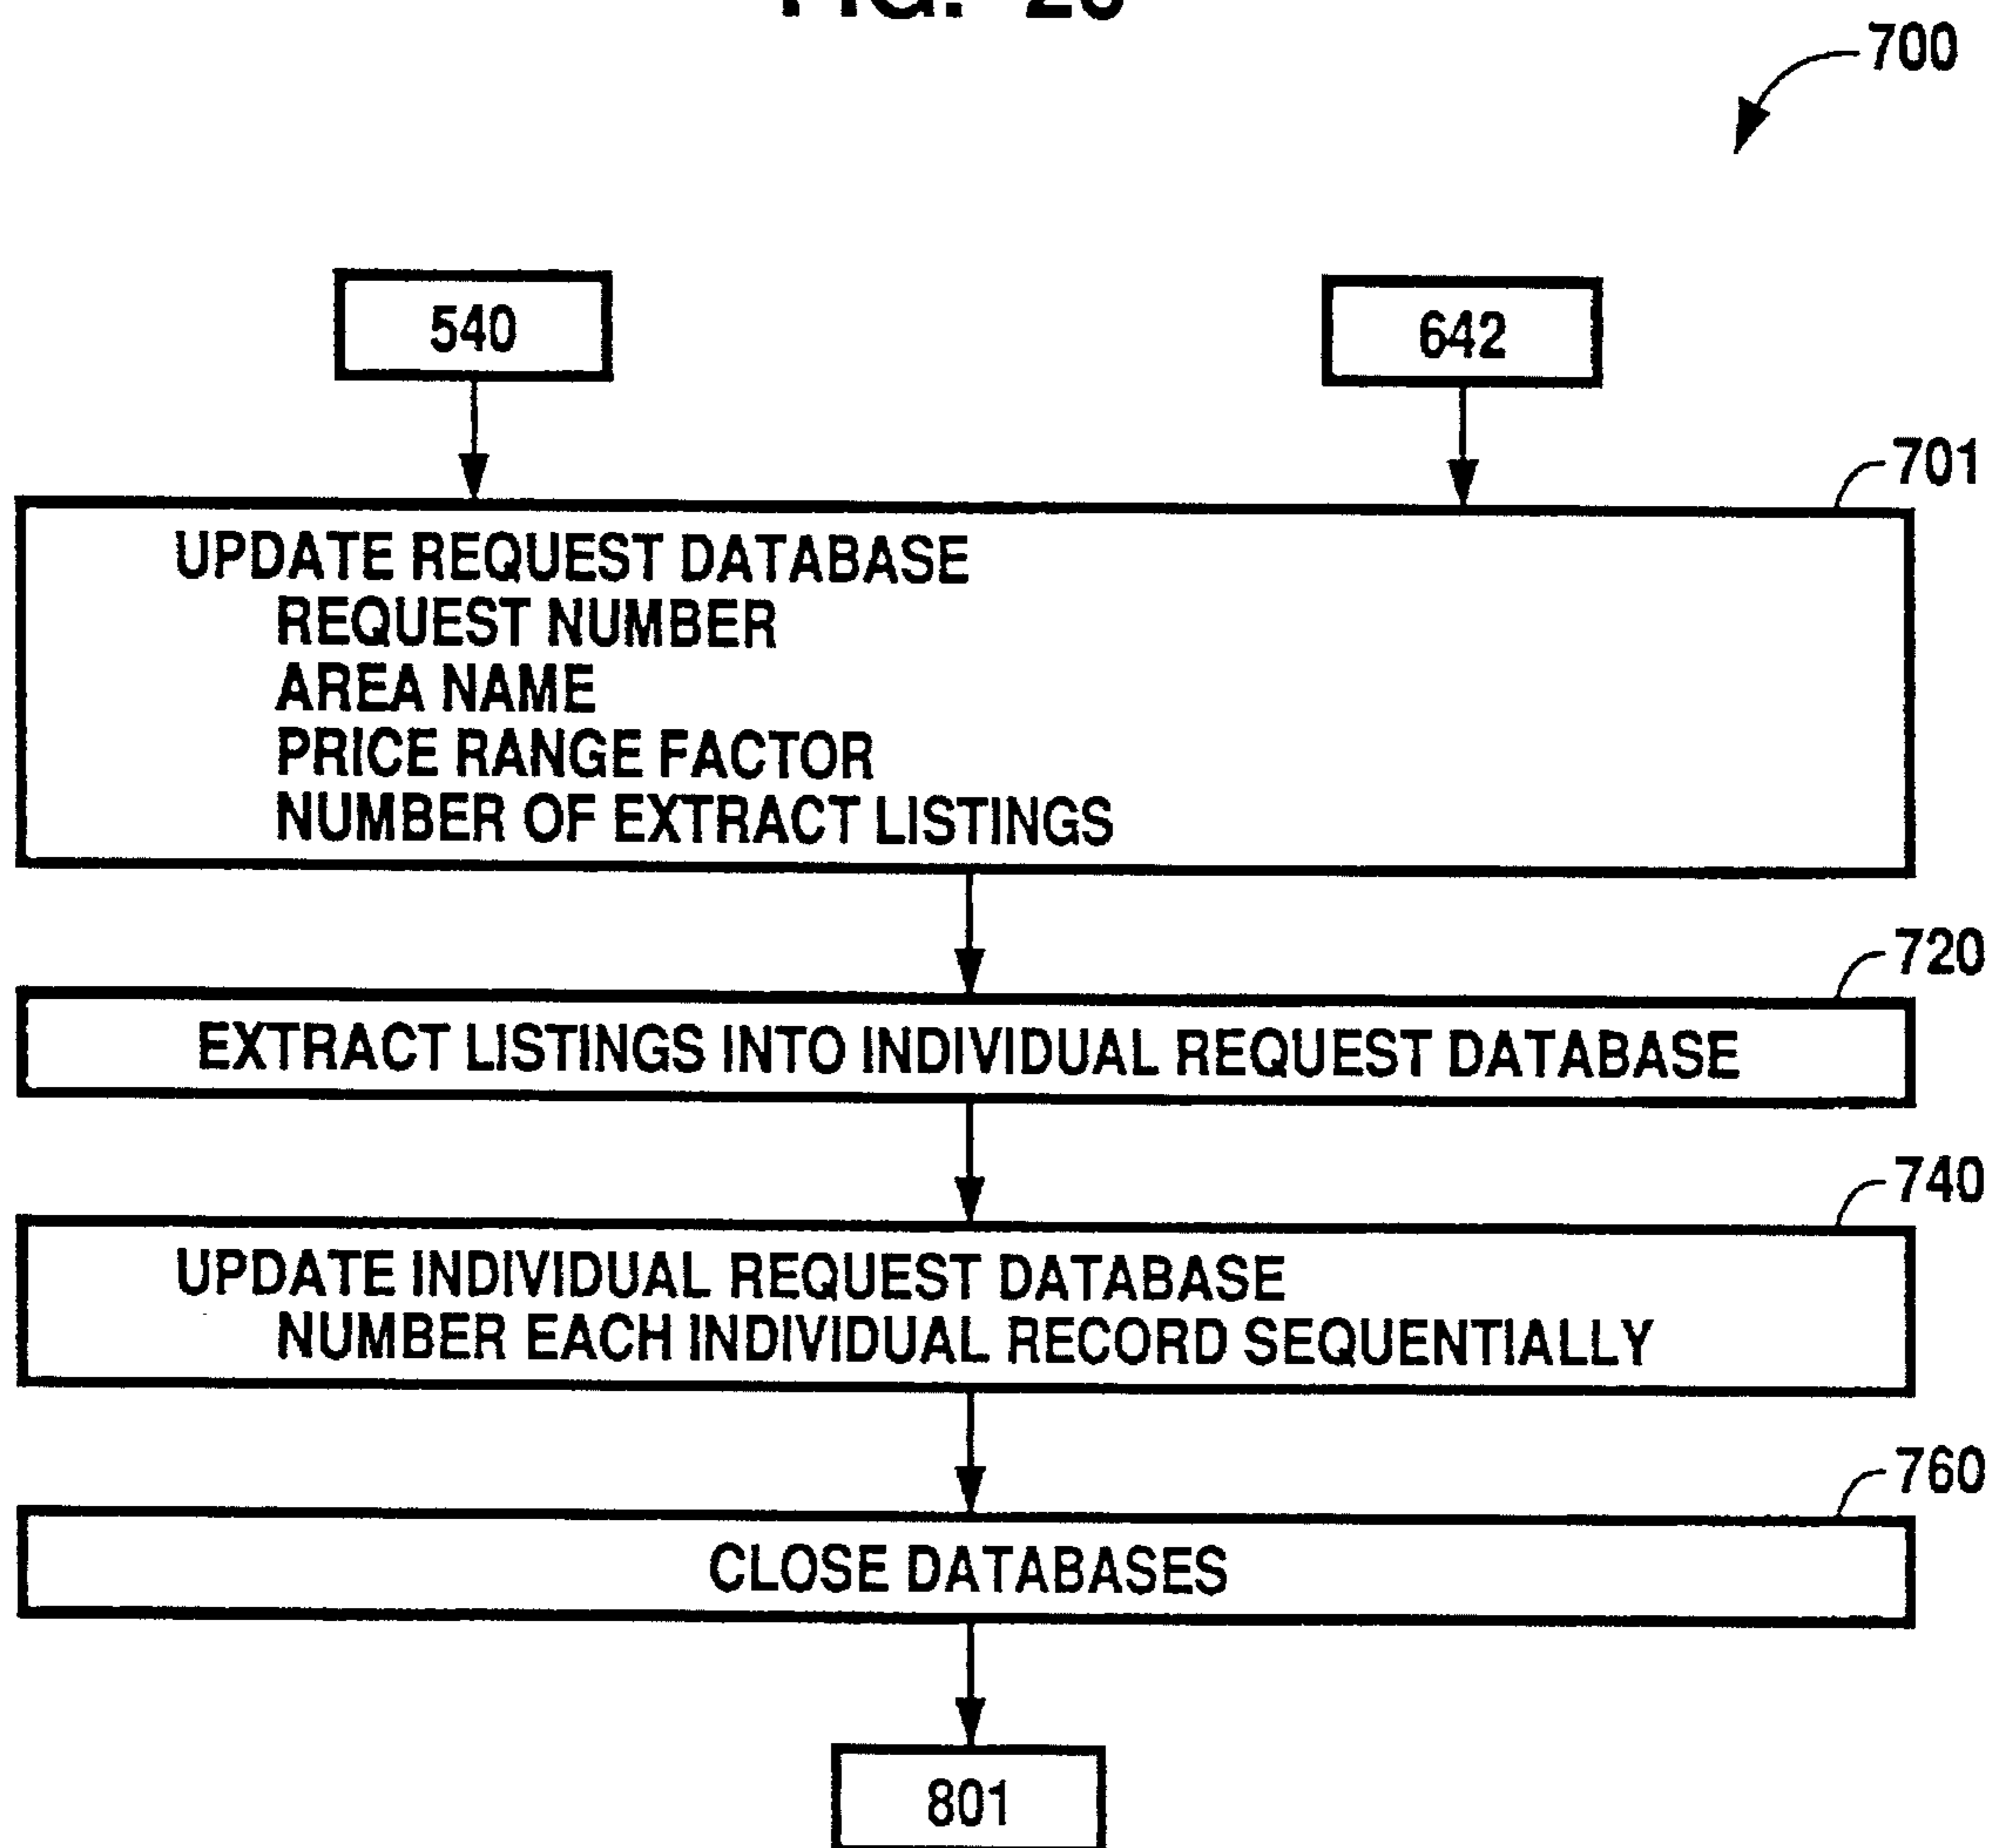 FIG.
700
540
642
701
UPDATE REQUEST DATABASE
REQUEST NUMBER
AREA NAME
PRICE RANGE FACTOR
NUMBER OF EXTRACT LISTINGS
720
EXTRACT LISTINGS INTO INDIVIDUAL REQUEST DATABASE
740
UPDATE INDIVIDUAL REQUEST DATABASE
NUMBER EACH INDIVIDUAL RECORD SEQUENTIALLY
760
CLOSE DATABASES
801